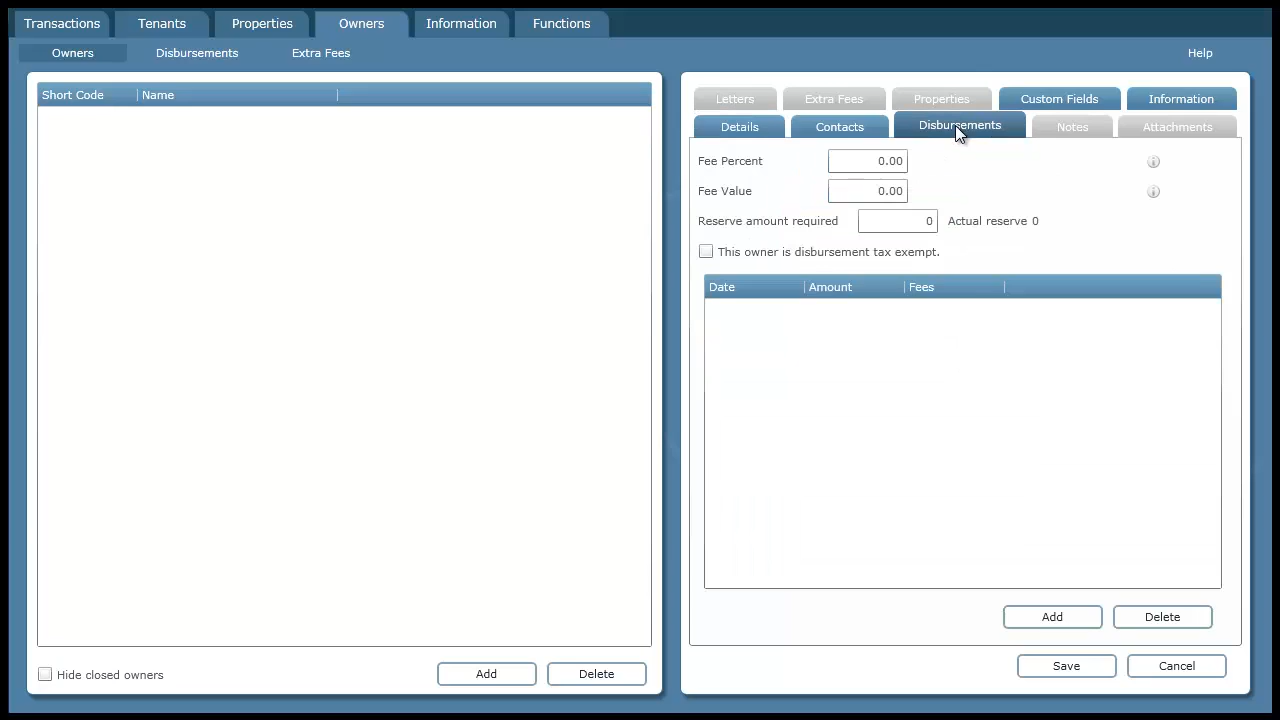 Transactions Tenants Properties Owners Information Functions
Owners Disbursements Extra Fees Help
Short Code Name
Hide closed owners Add Delete
Letters Extra Fees Properties Custom Fields Information
Details Contacts Disbursements Notes Attachments
Fee Percent 0.00
Fee Value 0.00
Reserve amount required 0 Actual reserve 0
This owner is disbursement tax exempt.
Date Amount Fees
Add Delete
Save Cancel